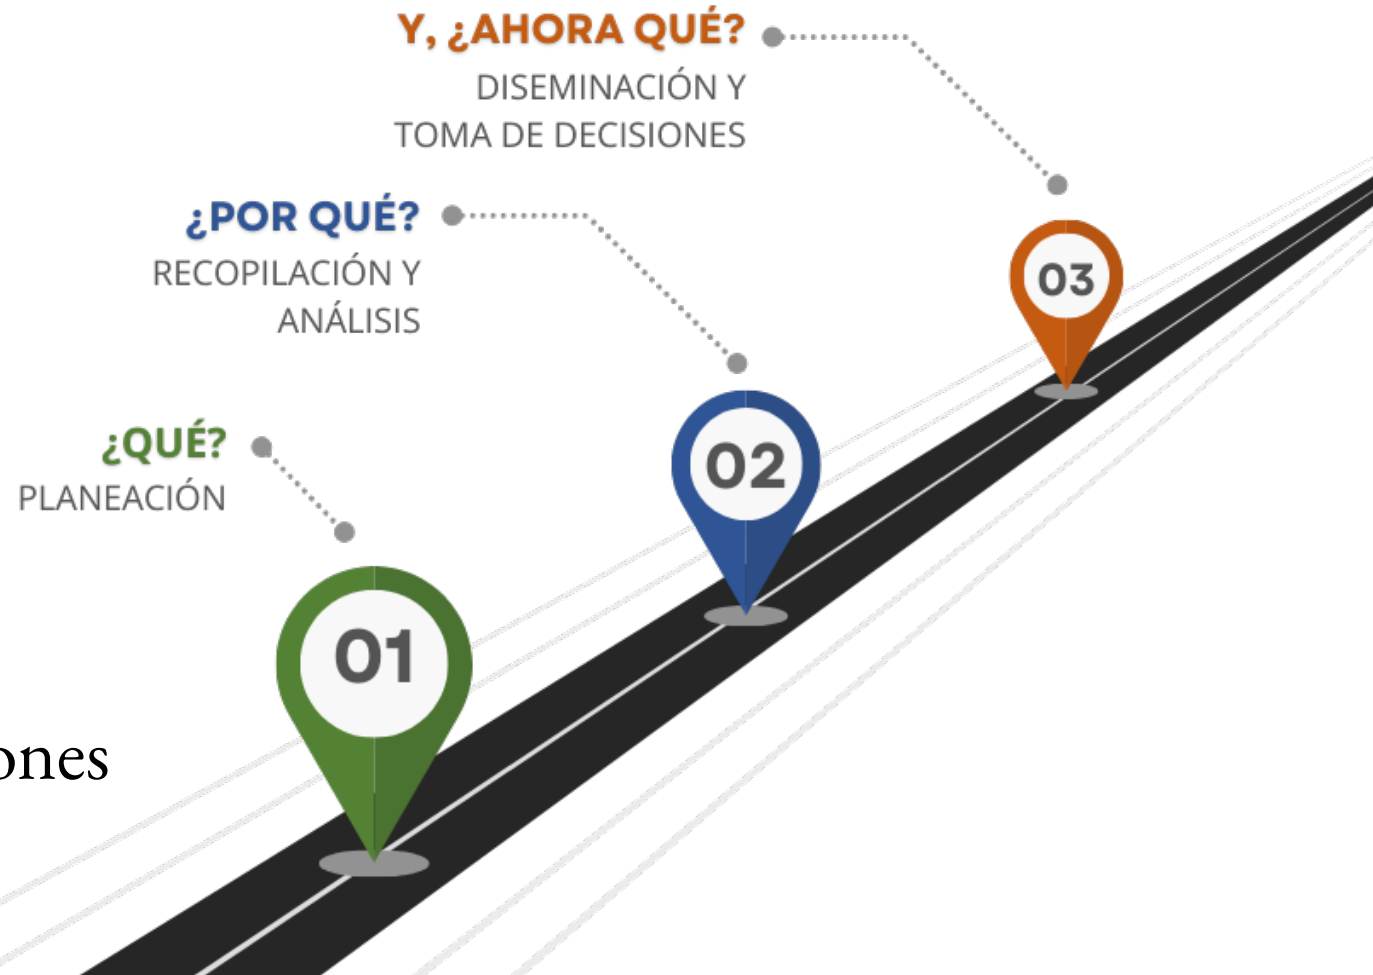 Y, ¿AHORA QUÉ?
DISEMINACIÓN Y
TOMA DE DECISIONES
¿POR QUÉ?
RECOPILACIÓN Y
ANÁLISIS
¿QUÉ?
PLANEACIÓN
03
02
01
ones